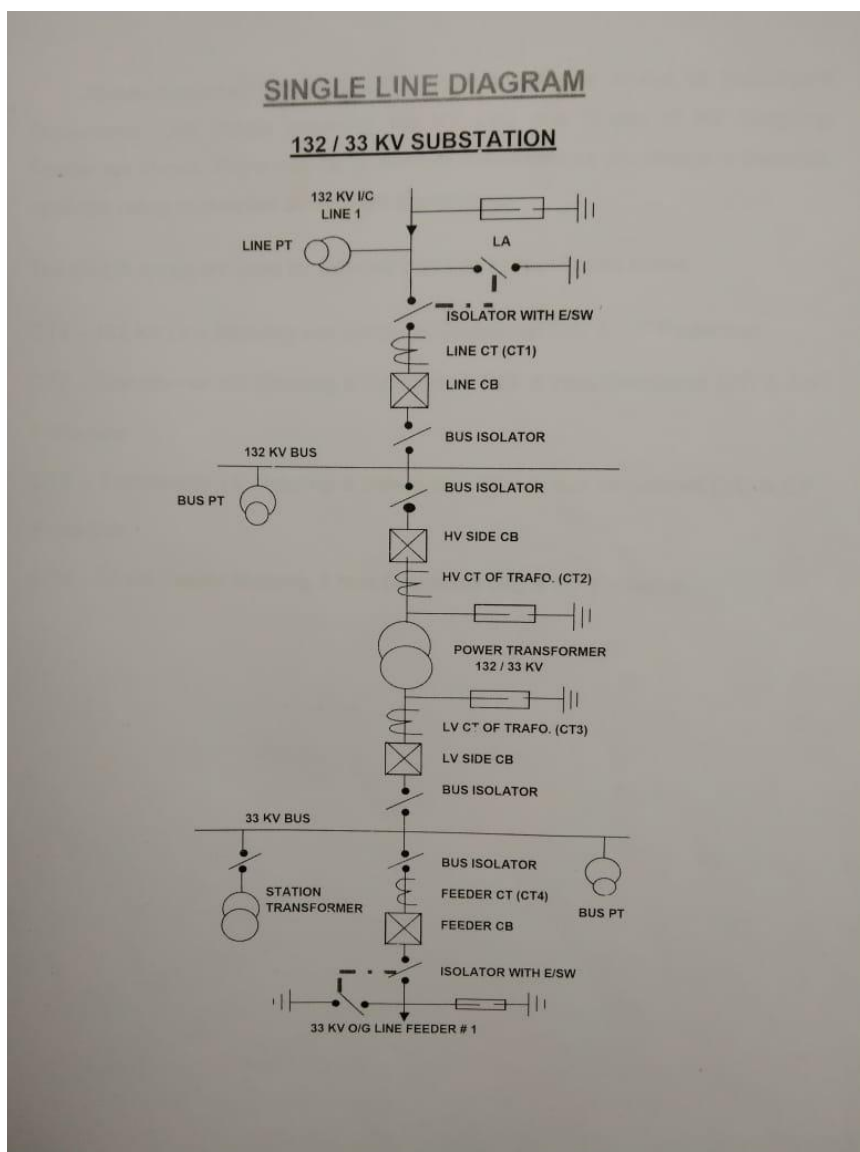 SINGLE LINE DIAGRAM
132 / 33 KV SUBSTATION
132 KV I/C
LINE 1
LINE PT
LA
ISOLATOR WITH E/SW
LINE CT (CT1)
LINE CB
BUS ISOLATOR
132 KV BUS
BUS PT
BUS ISOLATOR
HV SIDE CB
HV CT OF TRAFO. (CT2)
POWER TRANSFORMER
132 / 33 KV
LV CT OF TRAFO. (CT3)
LV SIDE CB
BUS ISOLATOR
33 KV BUS
BUS ISOLATOR
STATION
TRANSFORMER
FEEDER CT (CT4)
BUS PT
FEEDER CB
ISOLATOR WITH E/SW
33 KV O/G LINE FEEDER # 1